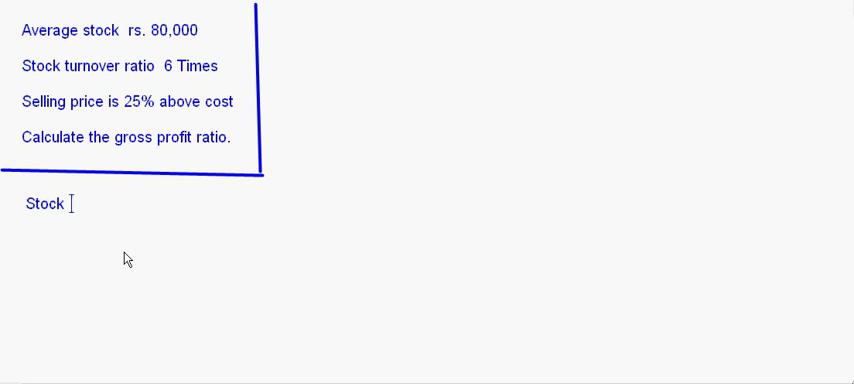 Average stock  rs. 80,000
Stock turnover ratio  6 Times
Selling price is 25% above cost
Calculate the gross profit ratio.
Stock